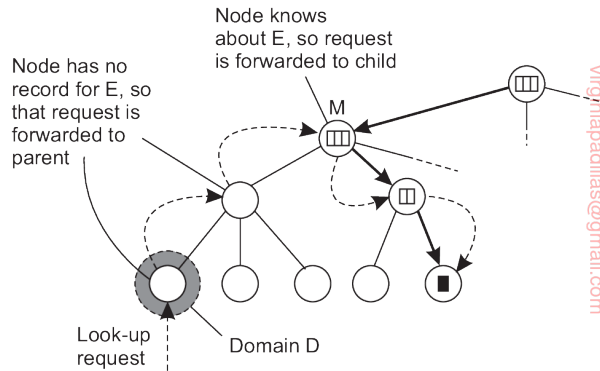 Node knows
about E, so request
is forwarded to child
Node has no
record for E, so
that request is
forwarded to
parent
M
Look-up
request
Domain D
virginiapadillas@gmail.com